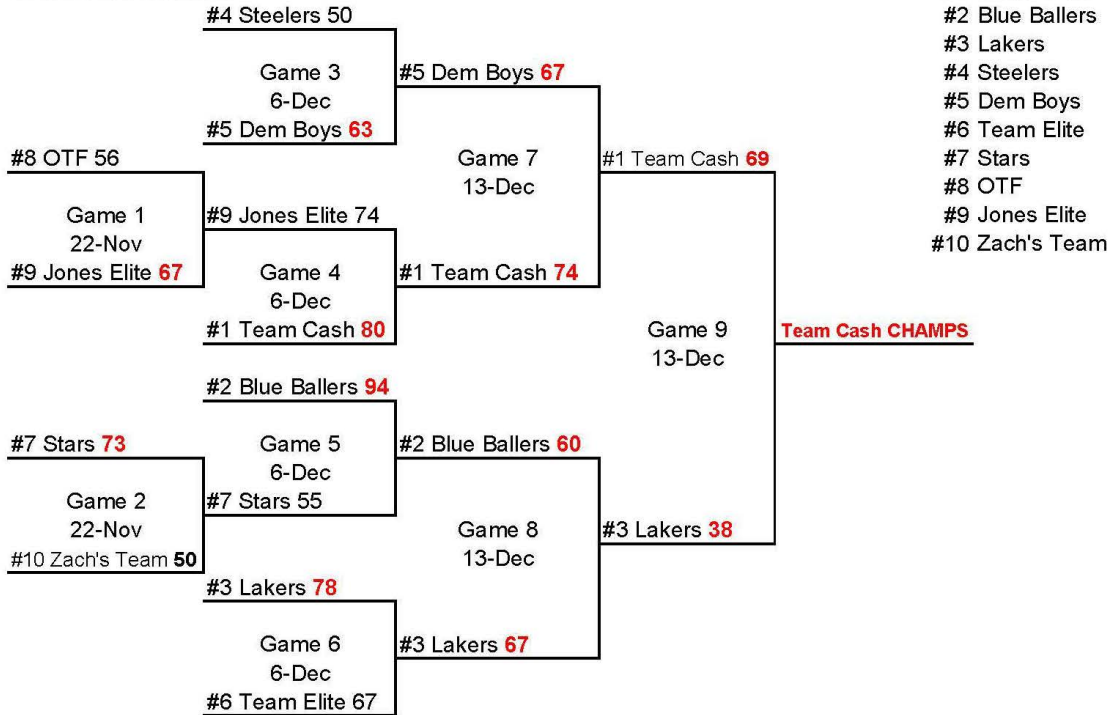 #4 Steelers 50
Game 3
6-Dec
#5 Dem Boys 63
#8 OTF 56
Game 1
22-Nov
#9 Jones Elite 67
#9 Jones Elite 74
Game 4
6-Dec
#1 Team Cash 80
#5 Dem Boys 67
Game 7
13-Dec
#1 Team Cash 74
#2 Blue Ballers 94
Game 5
6-Dec
#7 Stars 55
#7 Stars 73
Game 2
22-Nov
#10 Zach's Team 50
#3 Lakers 78
Game 6
6-Dec
#6 Team Elite 67
#2 Blue Ballers 60
Game 8
13-Dec
#3 Lakers 67
#1 Team Cash 69
Game 9
13-Dec
#3 Lakers 38
Team Cash CHAMPS
#2 Blue Ballers
#3 Lakers
#4 Steelers
#5 Dem Boys
#6 Team Elite
#7 Stars
#8 OTF
#9 Jones Elite
#10 Zach's Team